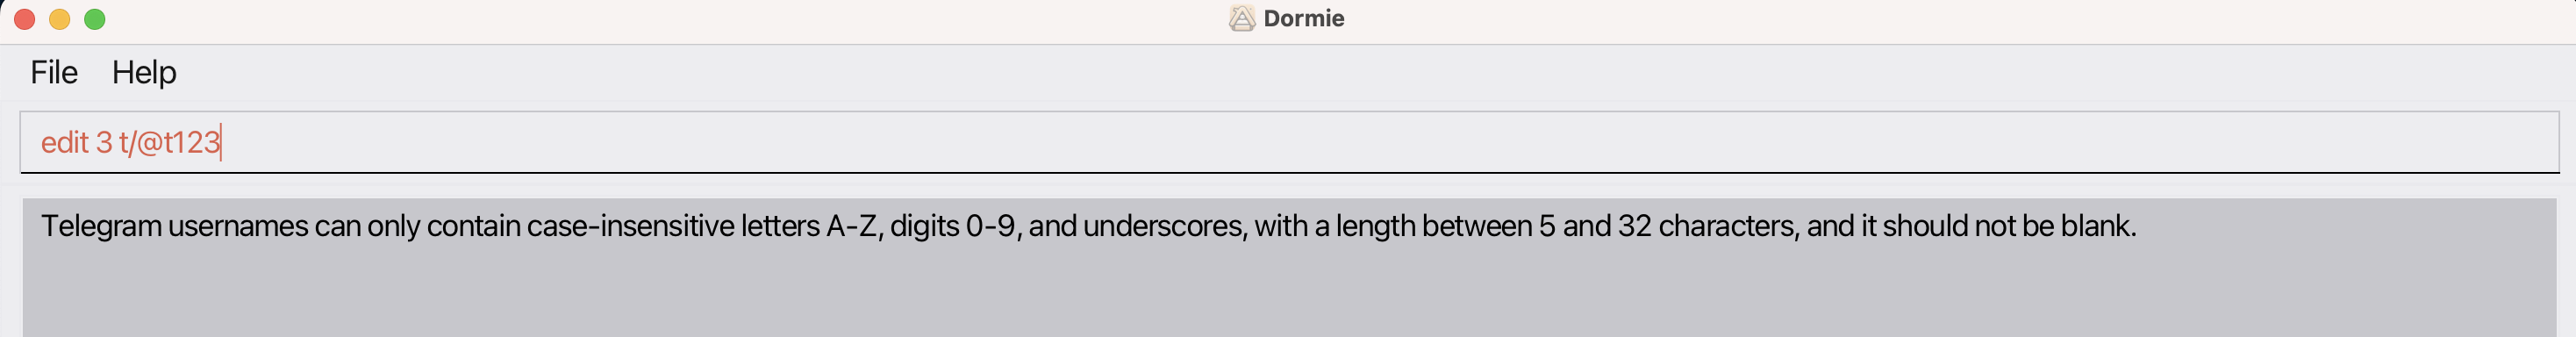 Dormie
File Help
edit 3 t/@t123
Telegram usernames can only contain case-insensitive letters A-Z, digits 0-9, and underscores, with a length between 5 and 32 characters, and it should not be blank.